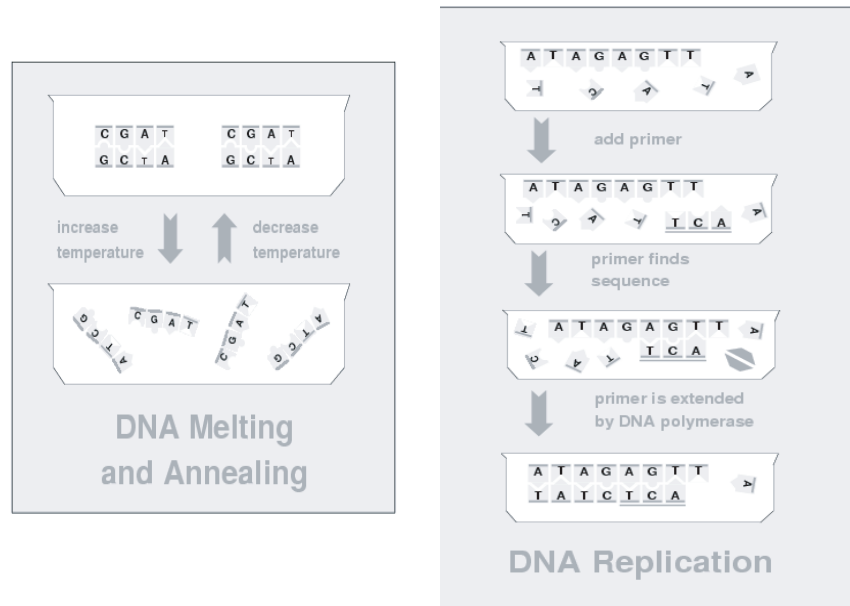 C G A T
C G A T
G C T A
G C T A
increase
temperature
decrease
temperature
G C T A
C G A T
C G A T
G C T A
DNA Melting
and Annealing
A T A G A G T T
T C A T A
add primer
A T A G A G T T
T C A T T C A A
primer finds
sequence
A T A G A G T T
T C A T T C A A
primer is extended
by DNA polymerase
A T A G A G T T
T A T C T C A
A
DNA Replication